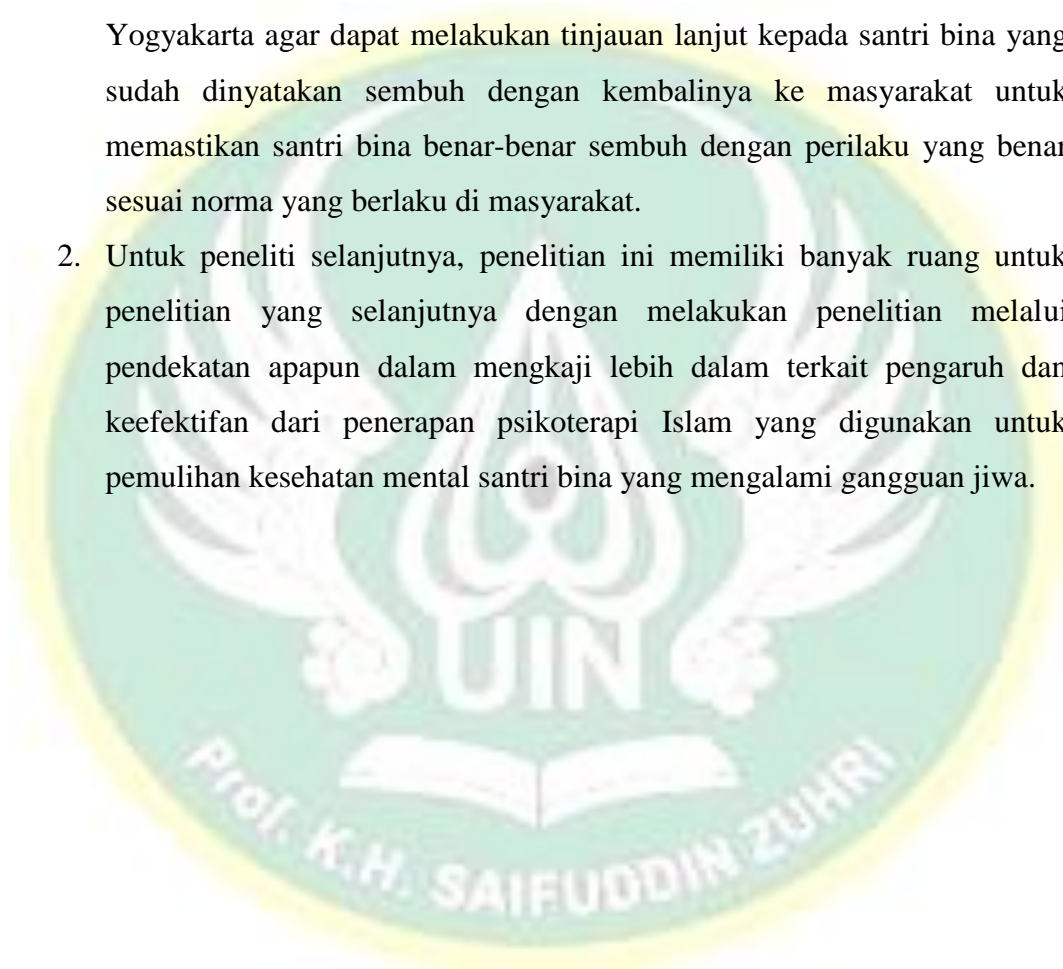 Yogyakarta agar dapat melakukan tinjauan lanjut kepada santri bina yang
sudah dinyatakan sembuh dengan kembalinya ke masyarakat untuk
memastikan santri bina benar-benar sembuh dengan perilaku yang benar
sesuai norma yang berlaku di masyarakat.
2. Untuk peneliti selanjutnya, penelitian ini memiliki banyak ruang untuk
penelitian yang selanjutnya dengan melakukan penelitian melalui
pendekatan apapun dalam mengkaji lebih dalam terkait pengaruh dan
keefektifan dari penerapan psikoterapi Islam yang digunakan untuk
pemulihan kesehatan mental santri bina yang mengalami gangguan jiwa.
UIN
Prof. K.H. SAIFUDDIN ZUHRI